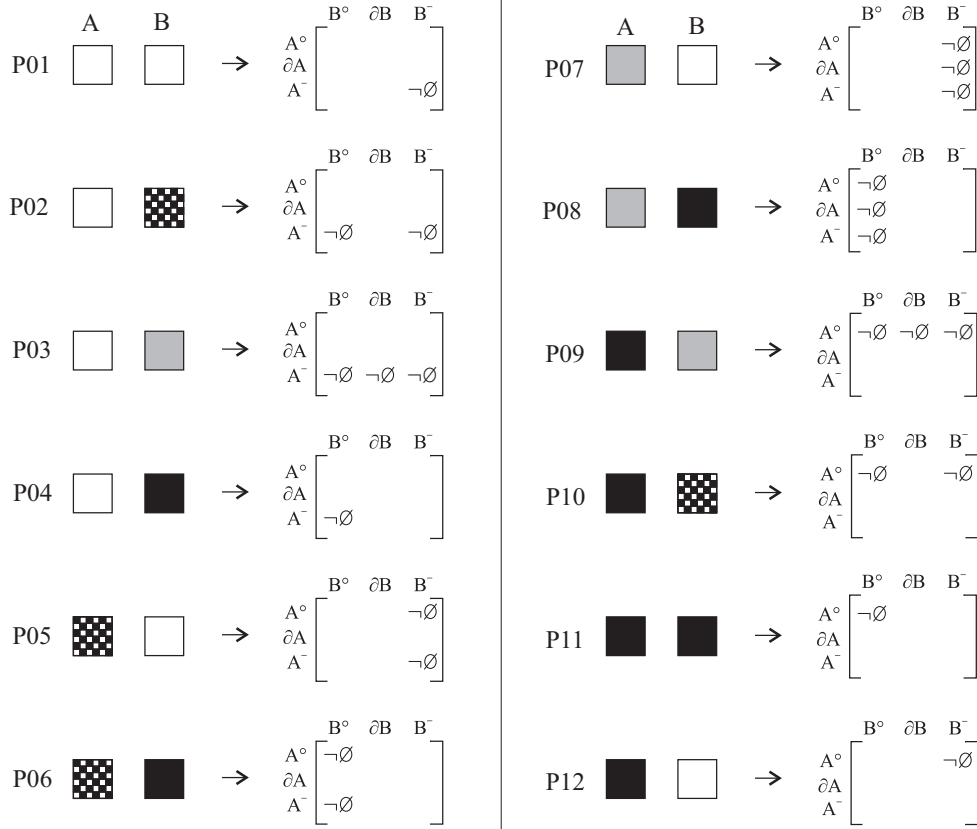 A B
B° ∂B B⁻
P01
A°
∂A
A⁻ ¬∅
B° ∂B B⁻
P02
A°
∂A
A⁻ ¬∅ ¬∅
B° ∂B B⁻
P03
A°
∂A
A⁻ ¬∅ ¬∅ ¬∅
B° ∂B B⁻
P04
A°
∂A
A⁻ ¬∅
B° ∂B B⁻
P05
A° ¬∅
∂A
A⁻ ¬∅
B° ∂B B⁻
P06
A° ¬∅
∂A
A⁻ ¬∅
A B
B° ∂B B⁻
P07
A° ¬∅
∂A ¬∅
A⁻ ¬∅
B° ∂B B⁻
P08
A° ¬∅
∂A ¬∅
A⁻ ¬∅
B° ∂B B⁻
P09
A° ¬∅ ¬∅ ¬∅
∂A
A⁻
B° ∂B B⁻
P10
A° ¬∅ ¬∅
∂A
A⁻
B° ∂B B⁻
P11
A° ¬∅
∂A
A⁻
B° ∂B B⁻
P12
A° ¬∅
∂A
A⁻